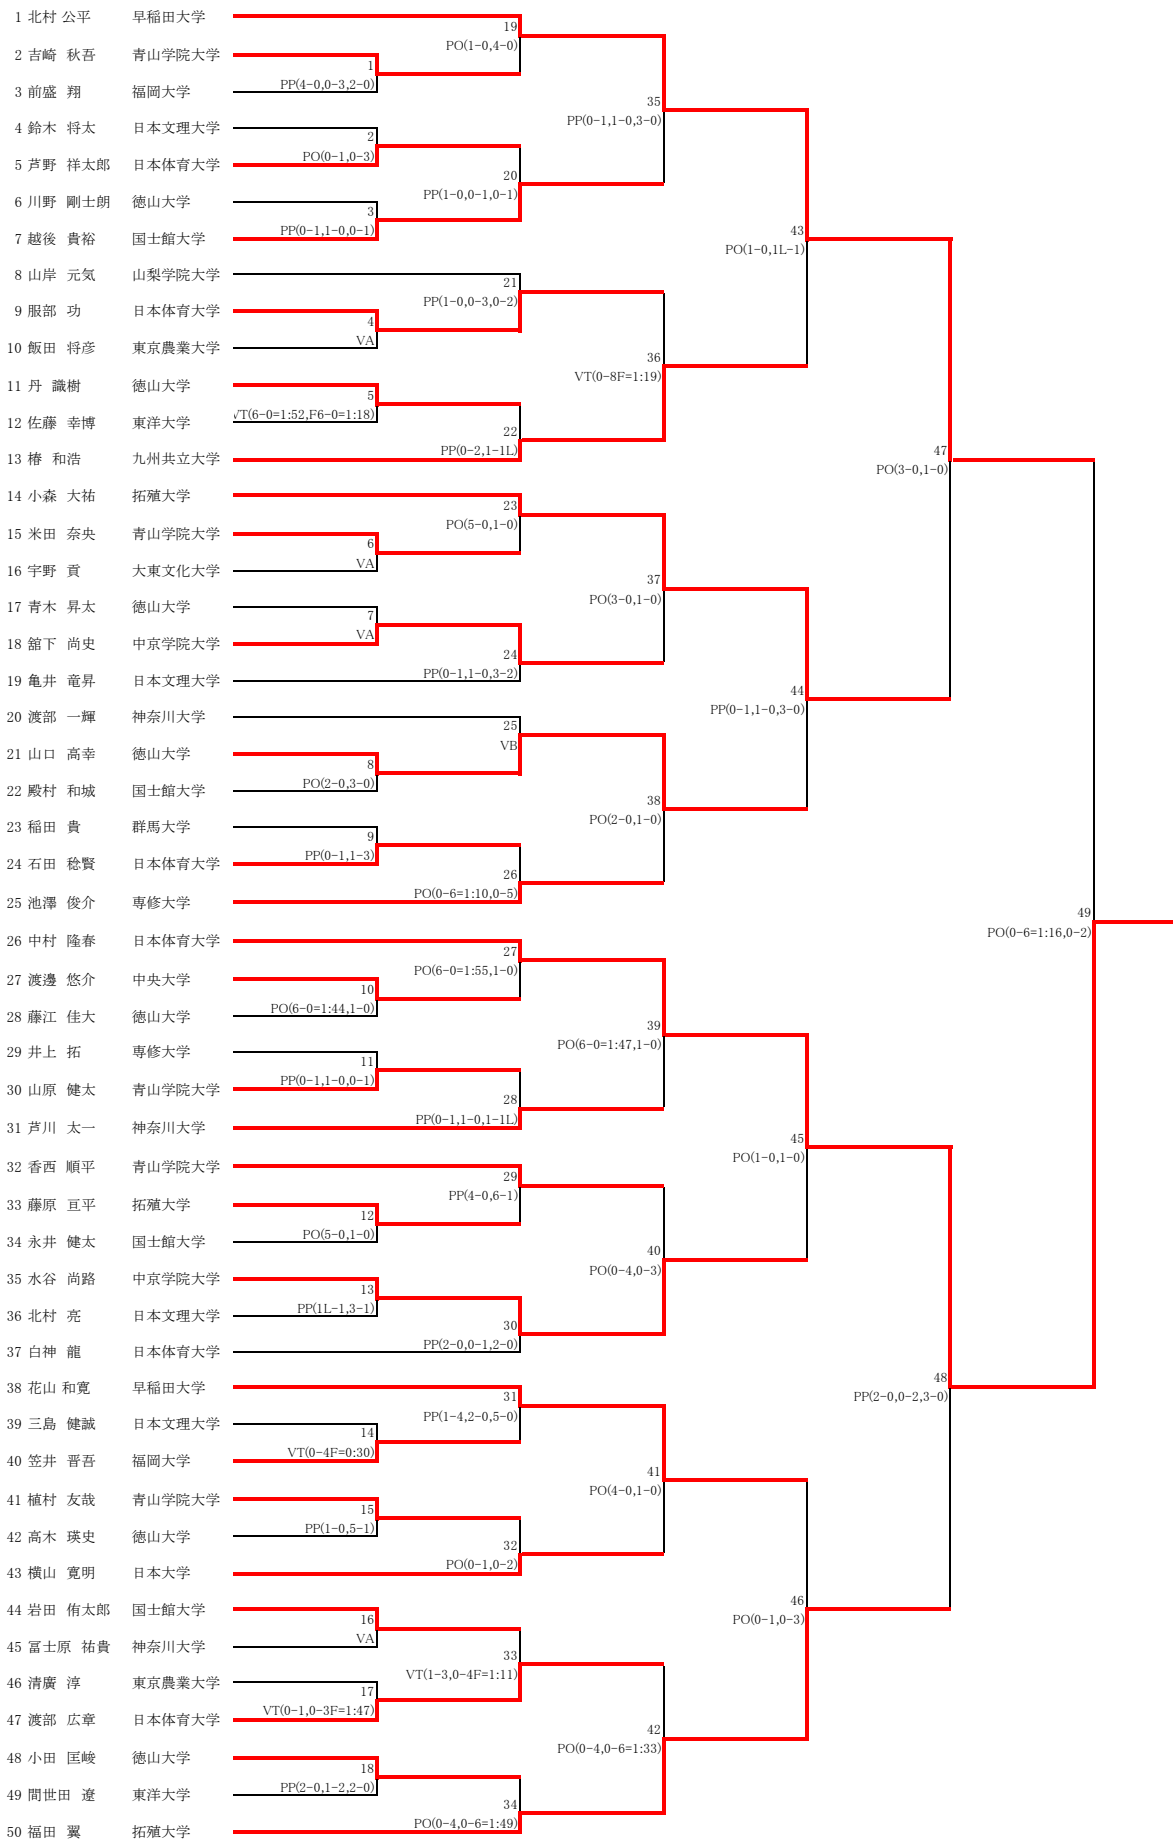 1 北村 公平 早稲田大学
19
PO(1-0,4-0)
2 吉崎 秋吾 青山学院大学
1
PP(4-0,0-3,2-0)
3 前盛 翔 福岡大学
35
PP(0-1,1-0,3-0)
4 鈴木 将太 日本文理大学
2
PO(0-1,0-3)
5 芦野 祥太郎 日本体育大学
20
PP(1-0,0-1,0-1)
6 川野 剛士朗 徳山大学
3
PP(0-1,1-0,0-1)
7 越後 貴裕 国士館大学
43
PO(1-0,1L-1)
8 山岸 元気 山梨学院大学
21
PP(1-0,0-3,0-2)
9 服部 功 日本体育大学
4
VA
10 飯田 将彦 東京農業大学
36
VT(0-8F=1:19)
11 丹 識樹 徳山大学
5
VT(6-0=1:52,F6-0=1:18)
12 佐藤 幸博 東洋大学
22
PP(0-2,1-1L)
13 椿 和浩 九州共立大学
47
PO(3-0,1-0)
14 小森 大祐 拓殖大学
23
PO(5-0,1-0)
15 米田 奈央 青山学院大学
6
VA
16 宇野 貢 大東文化大学
37
PO(3-0,1-0)
17 青木 昇太 徳山大学
7
VA
18 舘下 尚史 中京学院大学
24
PP(0-1,1-0,3-2)
19 亀井 竜昇 日本文理大学
44
PP(0-1,1-0,3-0)
20 渡部 一輝 神奈川大学
25
VB
21 山口 高幸 徳山大学
8
PO(2-0,3-0)
22 殿村 和城 国士館大学
38
PO(2-0,1-0)
23 稲田 貴 群馬大学
9
PP(0-1,1-3)
24 石田 稔賢 日本体育大学
26
PO(0-6=1:10,0-5)
25 池澤 俊介 専修大学
49
PO(0-6=1:16,0-2)
26 中村 隆春 日本体育大学
27
PO(6-0=1:55,1-0)
27 渡邊 悠介 中央大学
10
PO(6-0=1:44,1-0)
28 藤江 佳大 徳山大学
39
PO(6-0=1:47,1-0)
29 井上 拓 専修大学
11
PP(0-1,1-0,0-1)
30 山原 健太 青山学院大学
28
PP(0-1,1-0,1-1L)
31 芦川 太一 神奈川大学
45
PO(1-0,1-0)
32 香西 順平 青山学院大学
29
PP(4-0,6-1)
33 藤原 亘平 拓殖大学
12
PO(5-0,1-0)
34 永井 健太 国士館大学
40
PO(0-4,0-3)
35 水谷 尚路 中京学院大学
13
PP(1L-1,3-1)
36 北村 亮 日本文理大学
30
PP(2-0,0-1,2-0)
37 白神 龍 日本体育大学
48
PP(2-0,0-2,3-0)
38 花山 和寛 早稲田大学
31
PP(1-4,2-0,5-0)
39 三島 健誠 日本文理大学
14
VT(0-4F=0:30)
40 笠井 晋吾 福岡大学
41
PO(4-0,1-0)
41 植村 友哉 青山学院大学
15
PP(1-0,5-1)
42 高木 瑛史 徳山大学
32
PO(0-1,0-2)
43 横山 寛明 日本大学
46
PO(0-1,0-3)
44 岩田 侑太郎 国士館大学
16
VA
45 冨士原 祐貴 神奈川大学
33
VT(1-3,0-4F=1:11)
46 清廣 淳 東京農業大学
17
VT(0-1,0-3F=1:47)
47 渡部 広章 日本体育大学
42
PO(0-4,0-6=1:33)
48 小田 匡峻 徳山大学
18
PP(2-0,1-2,2-0)
49 間世田 遼 東洋大学
34
PO(0-4,0-6=1:49)
50 福田 翼 拓殖大学